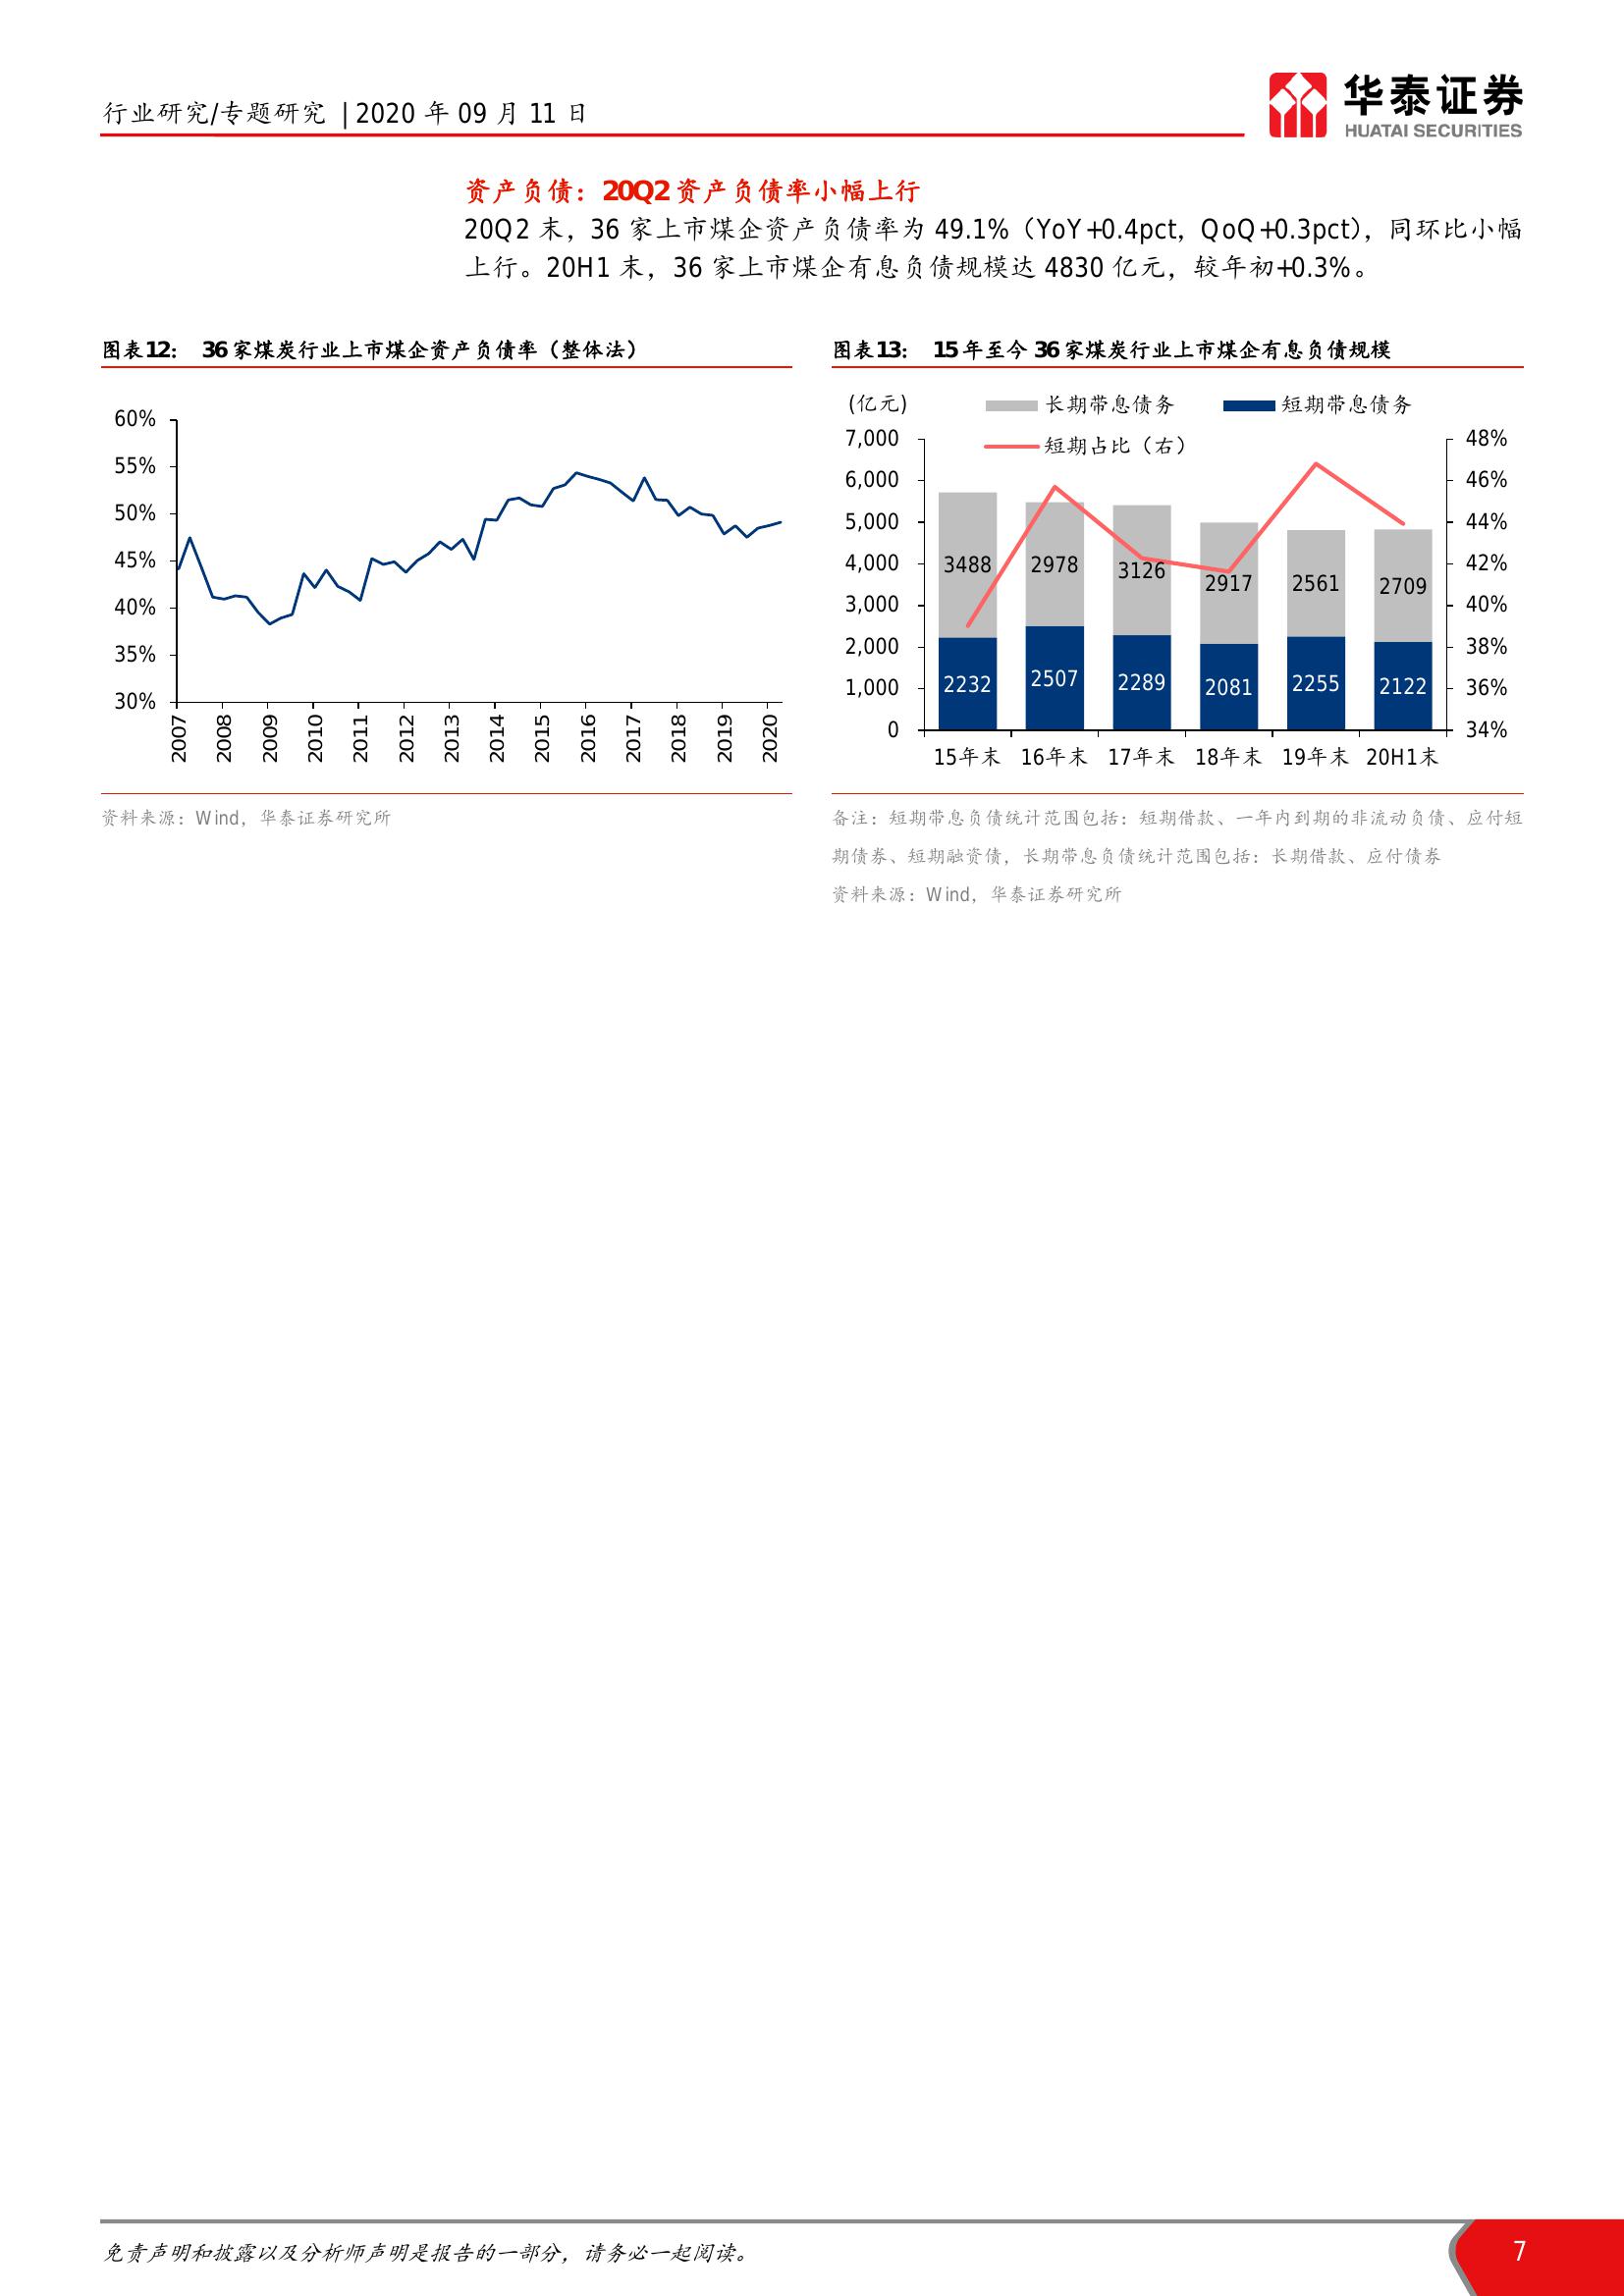 行业研究/专题研究 | 2020 年 09 月 11 日
华泰证券
HUATAI SECURITIES
资产负债：20Q2 资产负债率小幅上行
20Q2 末，36 家上市煤企资产负债率为 49.1%（YoY+0.4pct，QoQ+0.3pct），同环比小幅
上行。20H1 末，36 家上市煤企有息负债规模达 4830 亿元，较年初+0.3%。
图表12： 36 家煤炭行业上市煤企资产负债率（整体法）
60%
55%
50%
45%
40%
35%
30%
2007 2008 2009 2010 2011 2012 2013 2014 2015 2016 2017 2018 2019 2020
资料来源：Wind，华泰证券研究所
图表13： 15 年至今 36 家煤炭行业上市煤企有息负债规模
(亿元) 长期带息债务 短期带息债务
短期占比（右）
7,000 48%
6,000 46%
5,000 44%
4,000 42%
3,000 40%
2,000 38%
1,000 36%
0 34%
3488 2978 3126 2917 2561 2709
2232 2507 2289 2081 2255 2122
15年末 16年末 17年末 18年末 19年末 20H1末
备注：短期带息负债统计范围包括：短期借款、一年内到期的非流动负债、应付短
期债券、短期融资债，长期带息负债统计范围包括：长期借款、应付债券
资料来源：Wind，华泰证券研究所
免责声明和披露以及分析师声明是报告的一部分，请务必一起阅读。
7